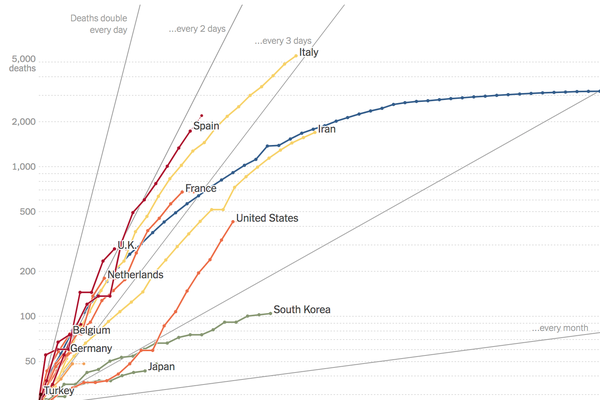 Deaths double
every day
...every 2 days
...every 3 days
Italy
5,000
deaths
Spain
2,000
Iran
1,000
France
500
United States
U.K.
Netherlands
200
South Korea
100
Belgium
...every month
Germany
50
Japan
Turkey